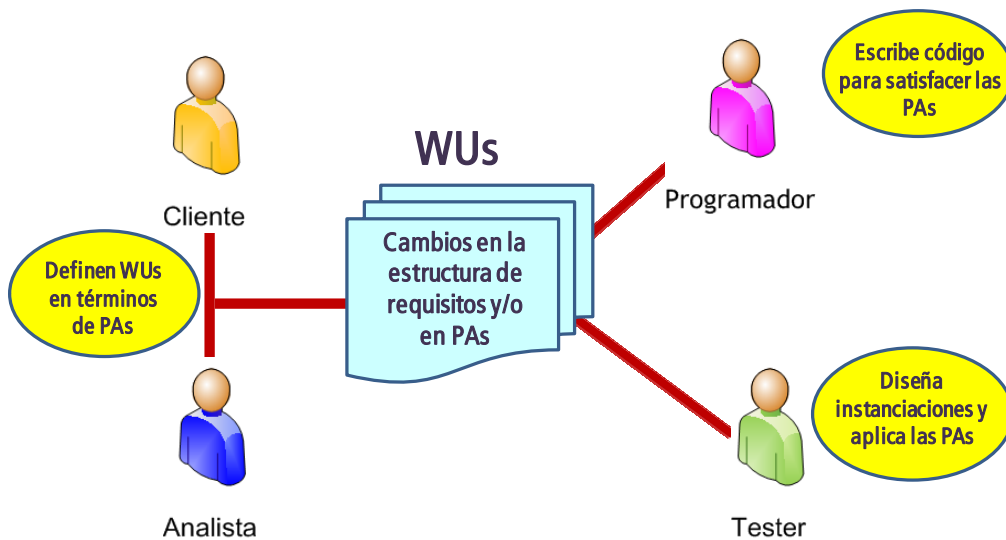 Escribe código
para satisfacer las
PAs
WUs
Programador
Cliente
Cambios en la
estructura de
requisitos y/o
en PAs
Definen WUs
en términos
de PAs
Diseña
instanciaciones y
aplica las PAs
Analista
Tester